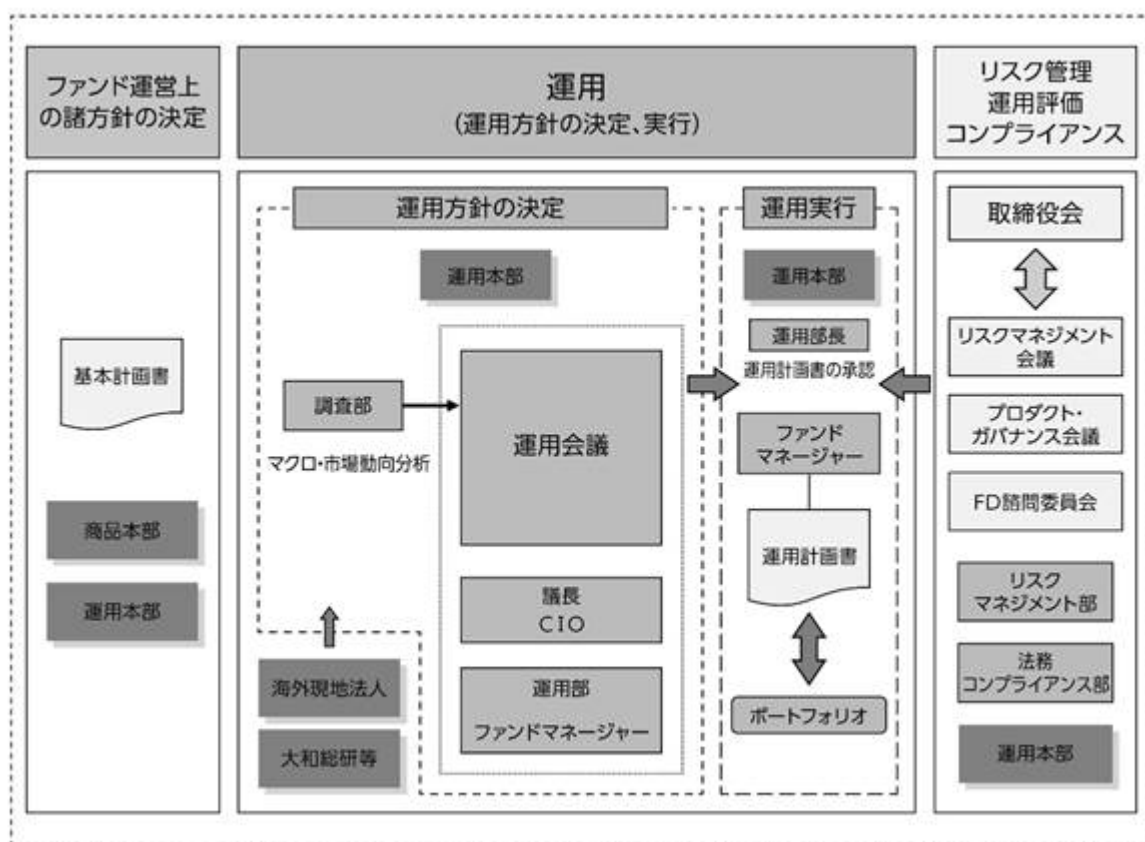 ファンド運営上
の諸方針の決定
運用
(運用方針の決定、実行)
リスク管理
運用評価
コンプライアンス
基本計画書
商品本部
運用本部
運用方針の決定
運用本部
調査部
マクロ・市場動向分析
運用会議
議長
CIO
運用部
ファンドマネージャー
海外現地法人
大和総研等
運用実行
運用本部
運用部長
運用計画書の承認
ファンド
マネージャー
運用計画書
ポートフォリオ
取締役会
リスクマネジメント
会議
プロダクト・
ガバナンス会議
FD諮問委員会
リスク
マネジメント部
法務
コンプライアンス部
運用本部